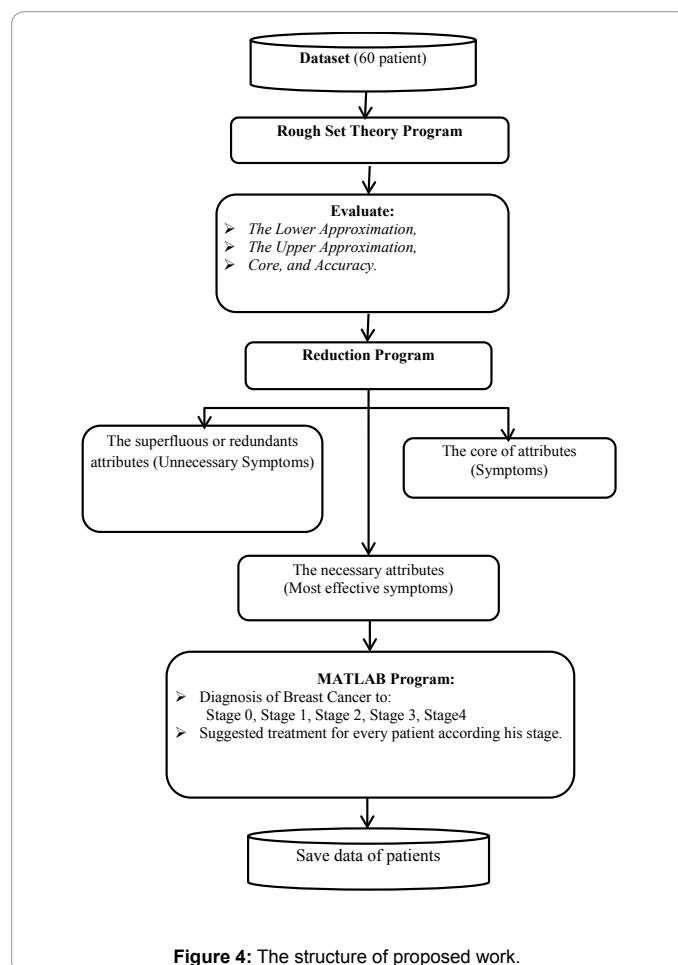 Dataset (60 patient)
Rough Set Theory Program
Evaluate:
➢ The Lower Approximation,
➢ The Upper Approximation,
➢ Core, and Accuracy.
Reduction Program
The superfluous or redundants
attributes (Unnecessary Symptoms)
The core of attributes
(Symptoms)
The necessary attributes
(Most effective symptoms)
MATLAB Program:
➢ Diagnosis of Breast Cancer to:
Stage 0, Stage 1, Stage 2, Stage 3, Stage4
➢ Suggested treatment for every patient according his stage.
Save data of patients
Figure 4: The structure of proposed work.